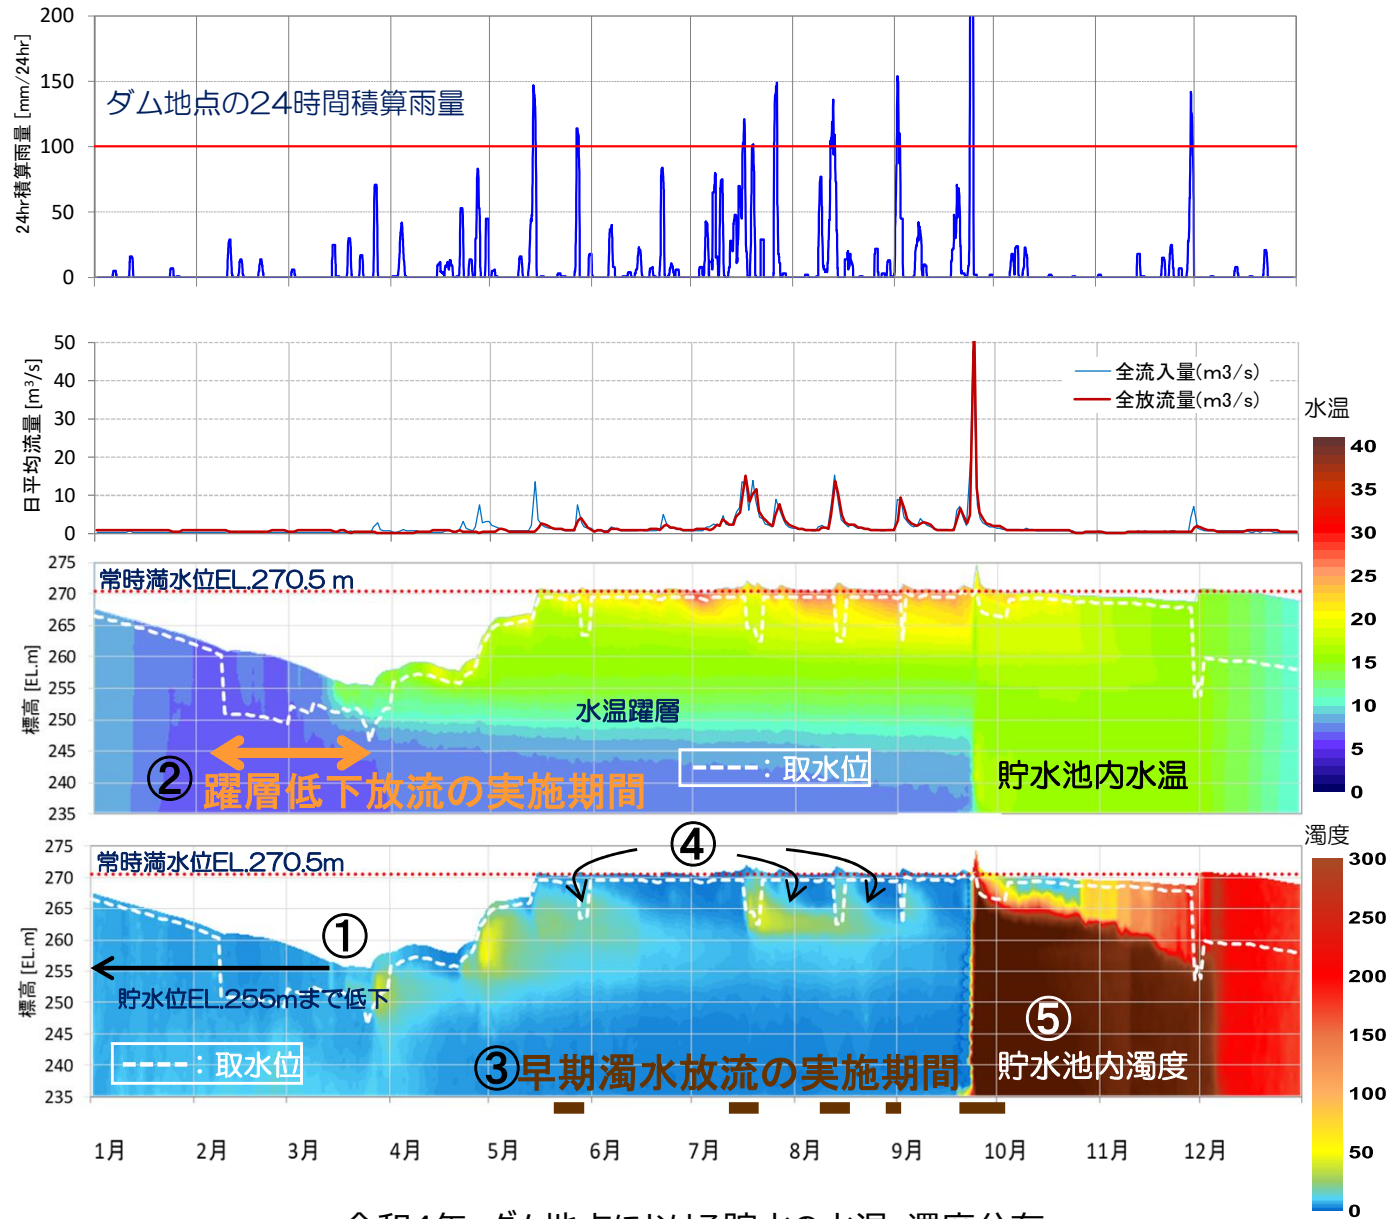 200
150
100
50
0
24hr積算雨量 [mm/24hr]
ダム地点の24時間積算雨量
50
40
30
20
10
0
日平均流量 [m³/s]
全流入量(m3/s)
全放流量(m3/s)
水温
40
35
30
25
20
15
10
5
0
275
270
265
260
255
250
245
240
235
標高 [EL.m]
常時満水位EL.270.5 m
水温躍層
②
躍層低下放流の実施期間
:取水位
貯水池内水温
濁度
300
250
200
150
100
50
0
275
270
265
260
255
250
245
240
235
標高 [EL.m]
常時満水位EL.270.5m
④
①
貯水位EL.255mまで低下
:取水位
③早期濁水放流の実施期間
⑤
貯水池内濁度
1月 2月 3月 4月 5月 6月 7月 8月 9月 10月 11月 12月